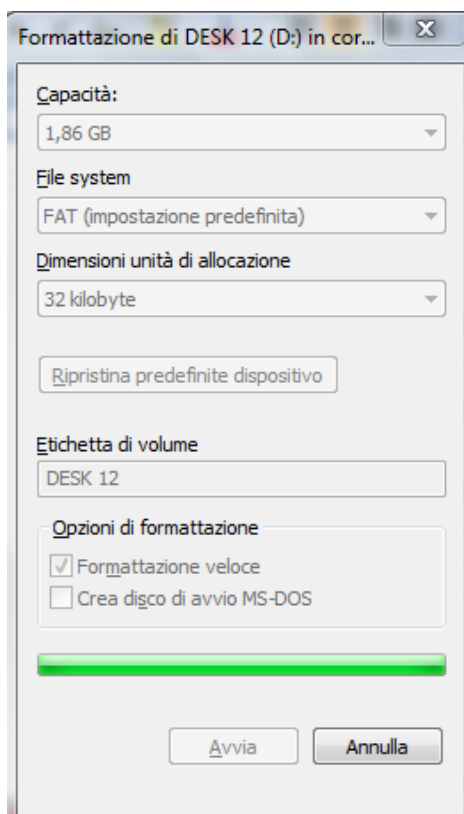 Formattazione di DESK 12 (D:) in cor...
Capacità:
1,86 GB
File system
FAT (impostazione predefinita)
Dimensioni unità di allocazione
32 kilobyte
Ripristina predefinite dispositivo
Etichetta di volume
DESK 12
Opzioni di formattazione
Formattazione veloce
Crea disco di avvio MS-DOS
Avvia
Annulla